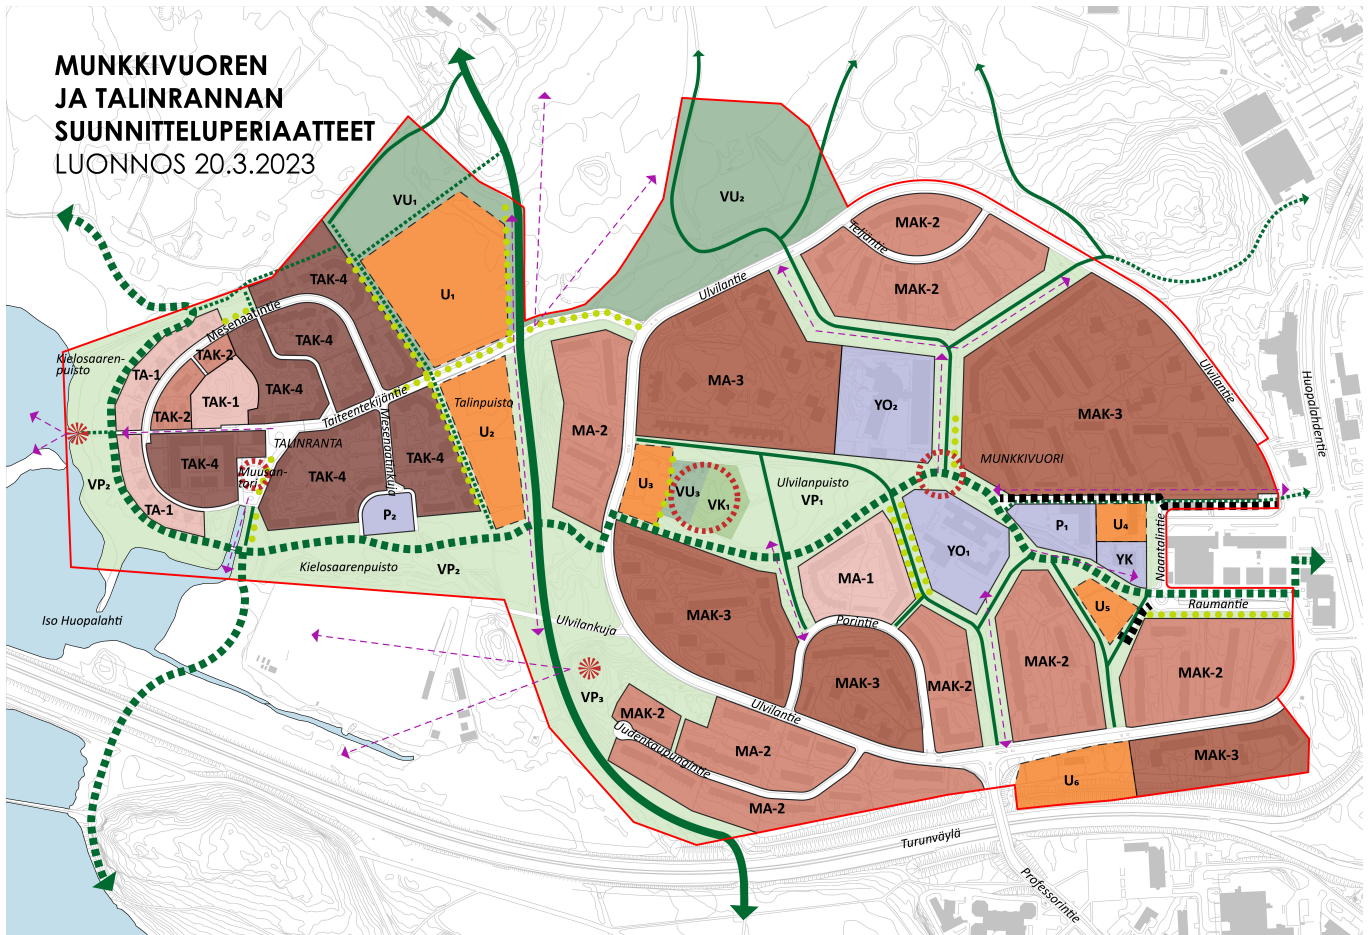 MUNKKIVUOREN
JA TALINRANNAN
SUUNNITTELUPERIAATTEET
LUONNOS 20.3.2023
VU₁
VU₂
MAK-2
Teljäntie
MAK-2
TAK-4
U₁
Ulvilantie
Mesenaatintie
TAK-4
Kielosaaren-
puisto
TAK-2
TA-1
TAK-4
TAK-1
MA-3
YO₂
MAK-3
Ulvilantie
Huopalahdentie
TAK-2
Taiteentekijäntie
Talinpuisto
U₂
MA-2
TALINRANTA
Mesenaatinkuja
TAK-4
TAK-4
TAK-4
Muusan-
tori
VP₂
MUNKKIVUORI
U₃
VU₃
VK₁
Ulvilanpuisto
VP₁
TA-1
P₂
P₁
U₄
Naantalintie
YO₁
YK
Kielosaarenpuisto
VP₂
MA-1
U₅
Raumantie
Iso Huopalahti
Ulvilankuja
MAK-3
Porintie
MAK-2
MAK-2
MAK-3
MAK-2
VP₃
MAK-2
Ulvilantie
Uudenkaupungintie
MA-2
MAK-3
U₆
MA-2
Turunväylä
Professorintie